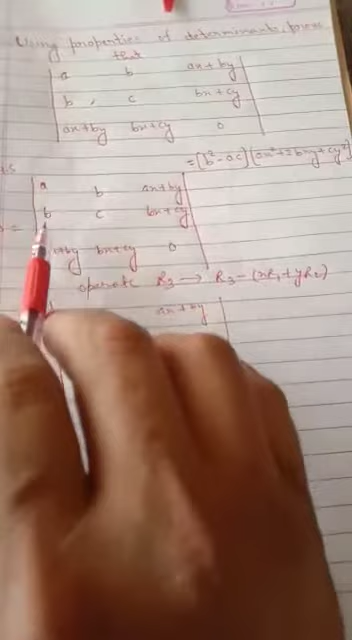 Using properties of determinants, prove
that
a b ax+by
b , c bx+cy
ax+by bx+cy 0
= (b²-ac)(ax²+2bxy+cy²)
a b ax+by
b c bx+cy
x+by bx+cy 0
operate R3 → R3-(xR1+yR2)
ax+by